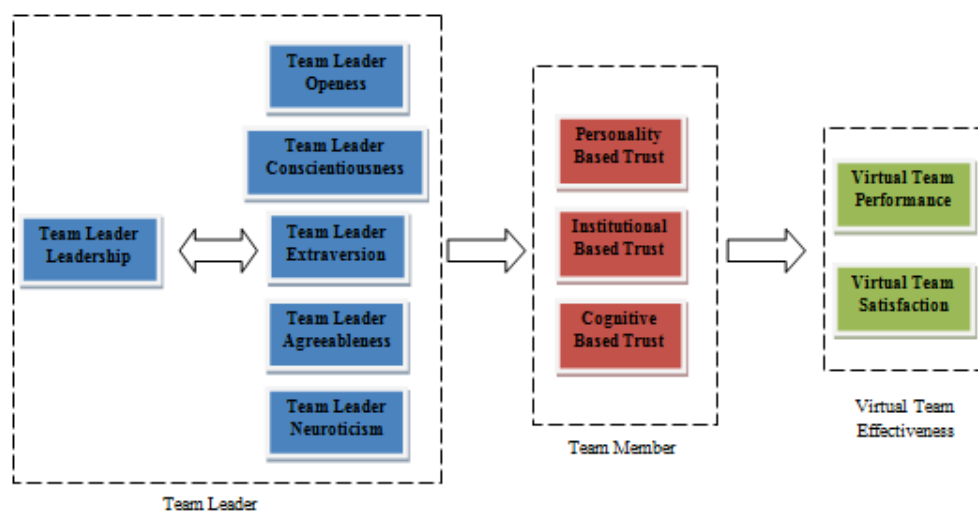 Team Leader
Openess
Team Leader
Conscientiousness
Team Leader
Leadership
Team Leader
Extraversion
Team Leader
Agreeableness
Team Leader
Neuroticism
Team Leader
Personality
Based Trust
Institutional
Based Trust
Cognitive
Based Trust
Team Member
Virtual Team
Performance
Virtual Team
Satisfaction
Virtual Team
Effectiveness